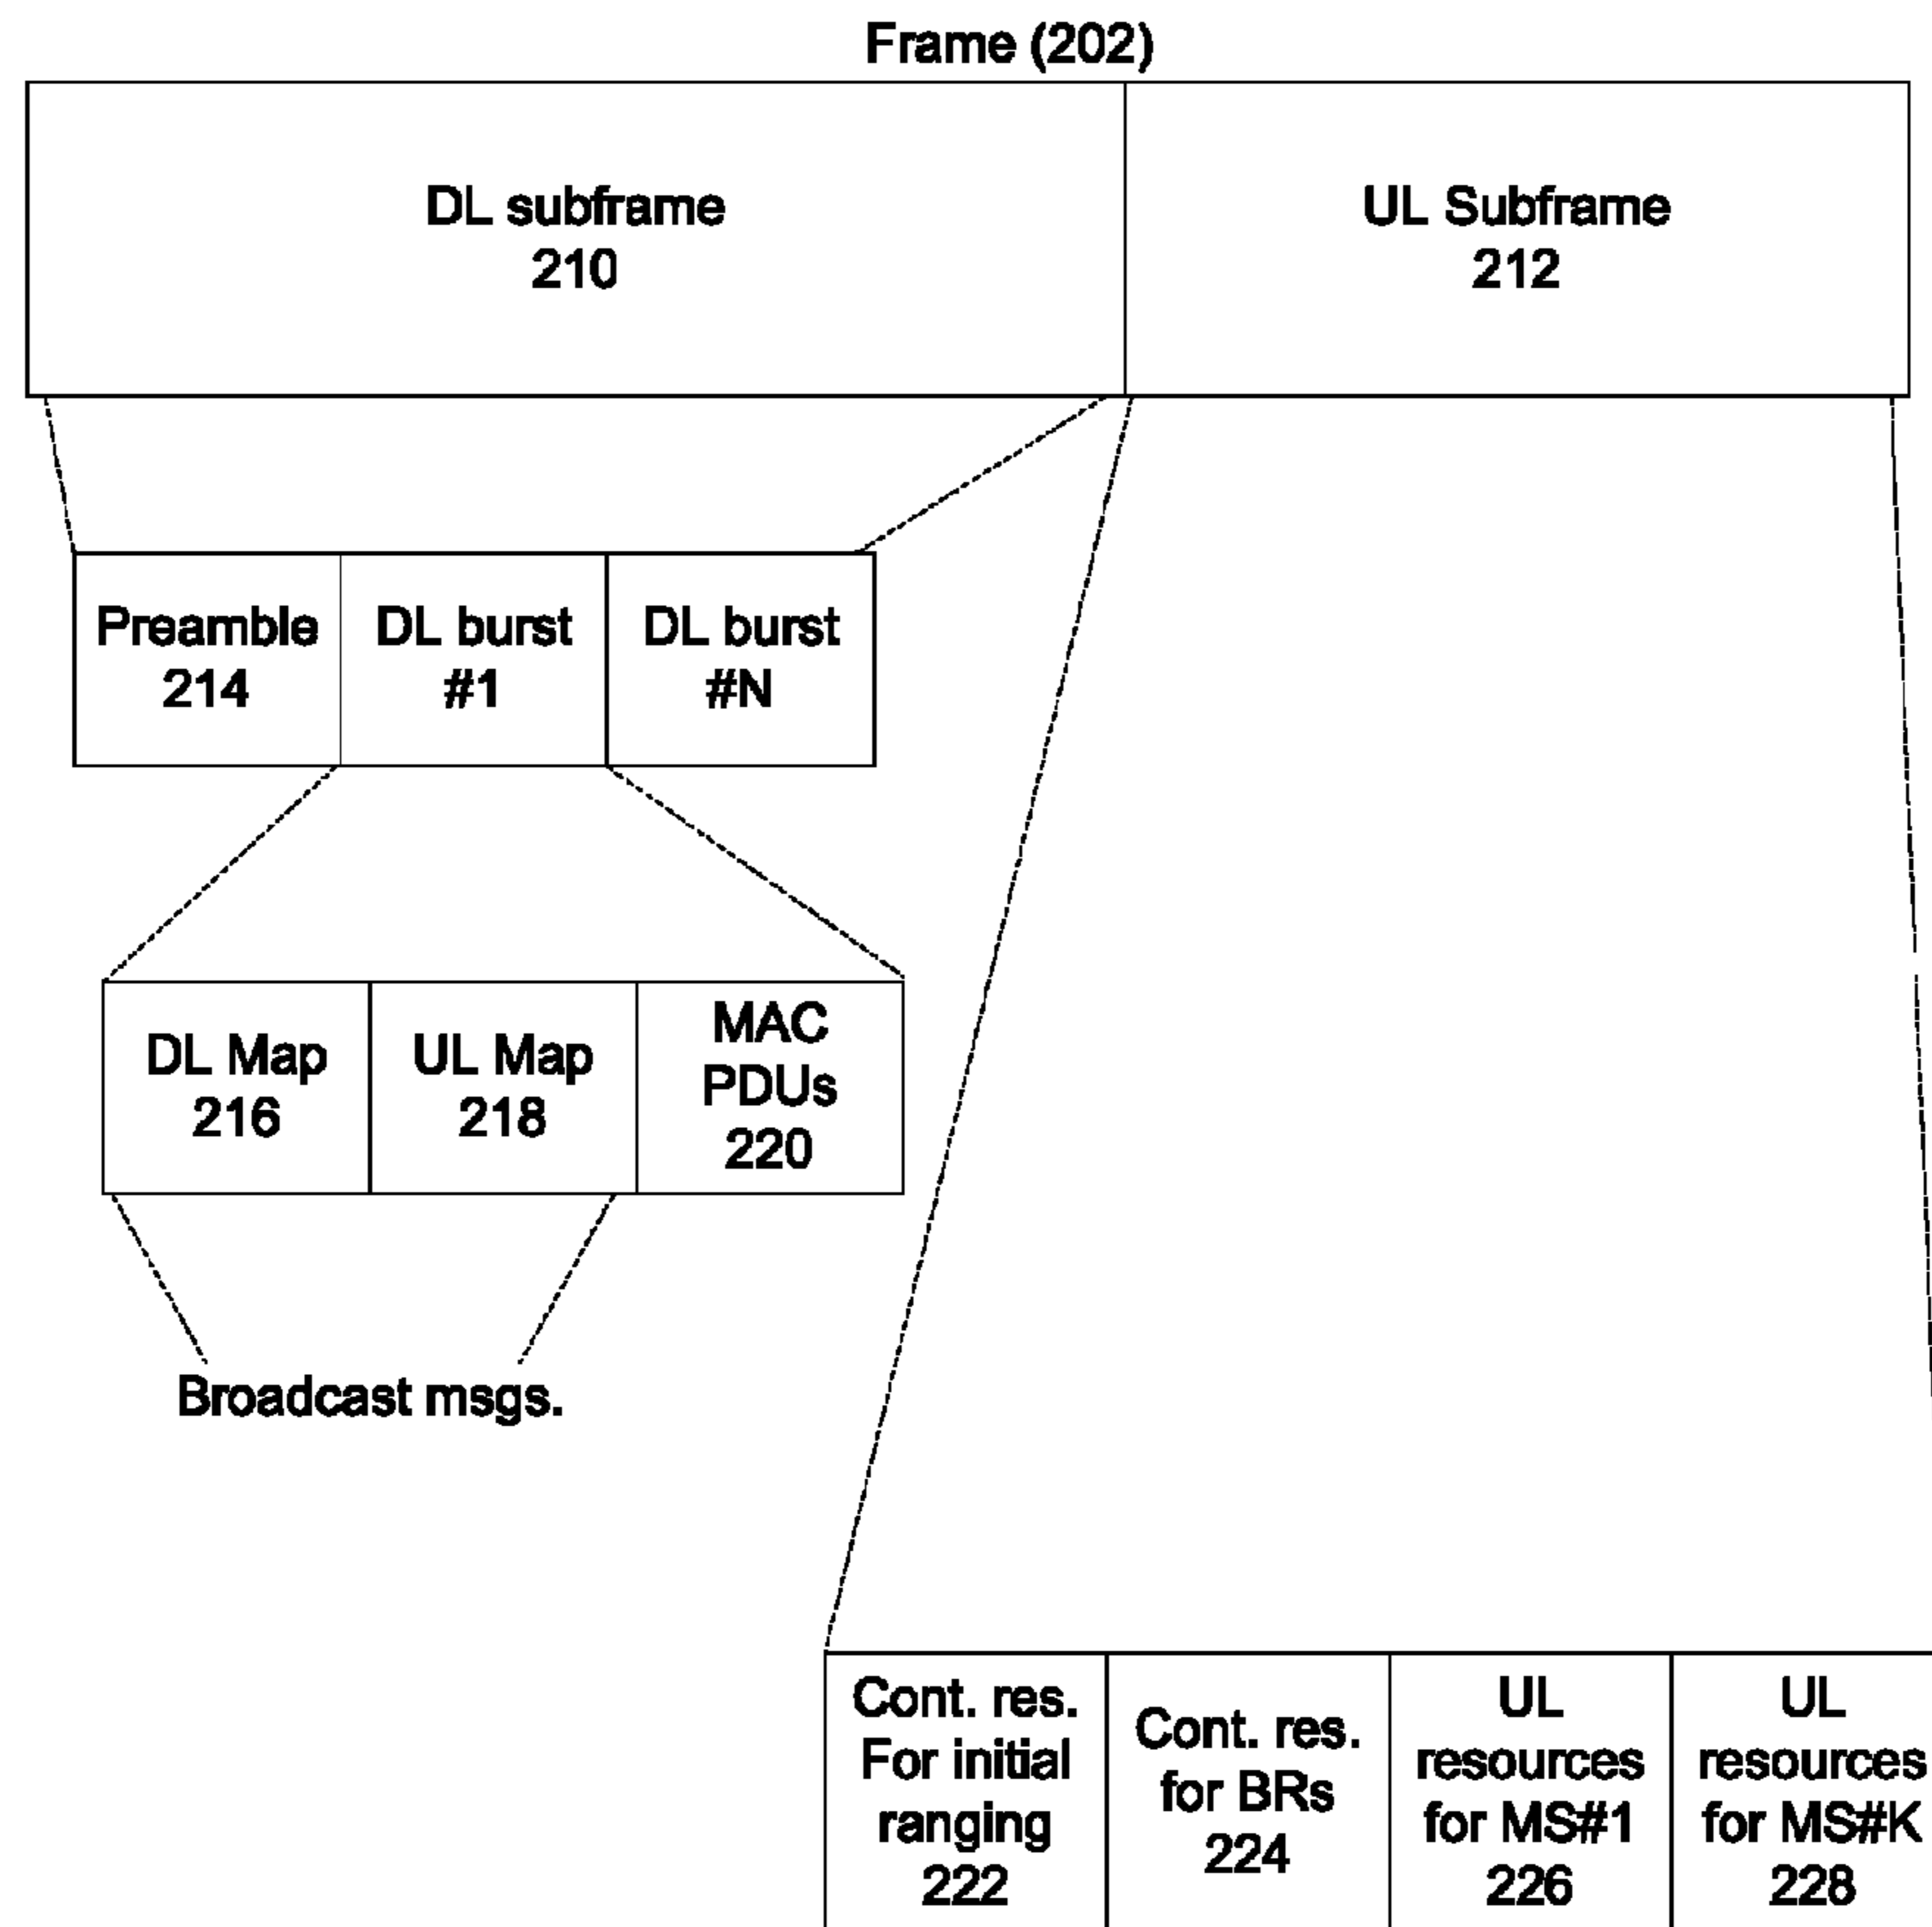 Frame (202)
DL subframe
210
UL Subframe
212
Preamble
214
DL burst
#1
DL burst
#N
DL Map
216
UL Map
218
MAC
PDUs
220
Broadcast msgs.
Cont. res.
For initial
ranging
222
Cont. res.
for BRs
224
UL
resources
for MS#1
226
UL
resources
for MS#K
228